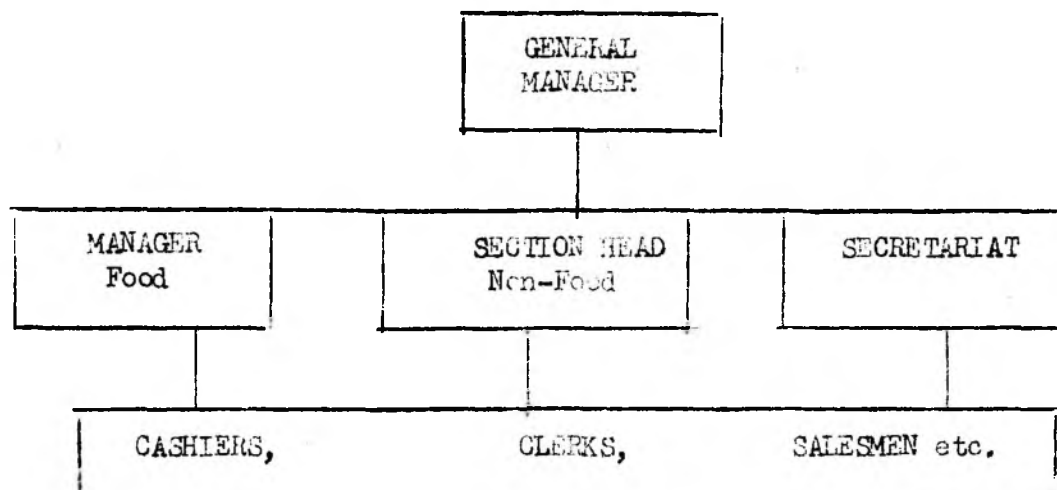 GENERAL
MANAGER
MANAGER
Food
SECTION HEAD
Non-Food
SECRETARIAT
CASHIERS, CLERKS, SALESMEN etc.